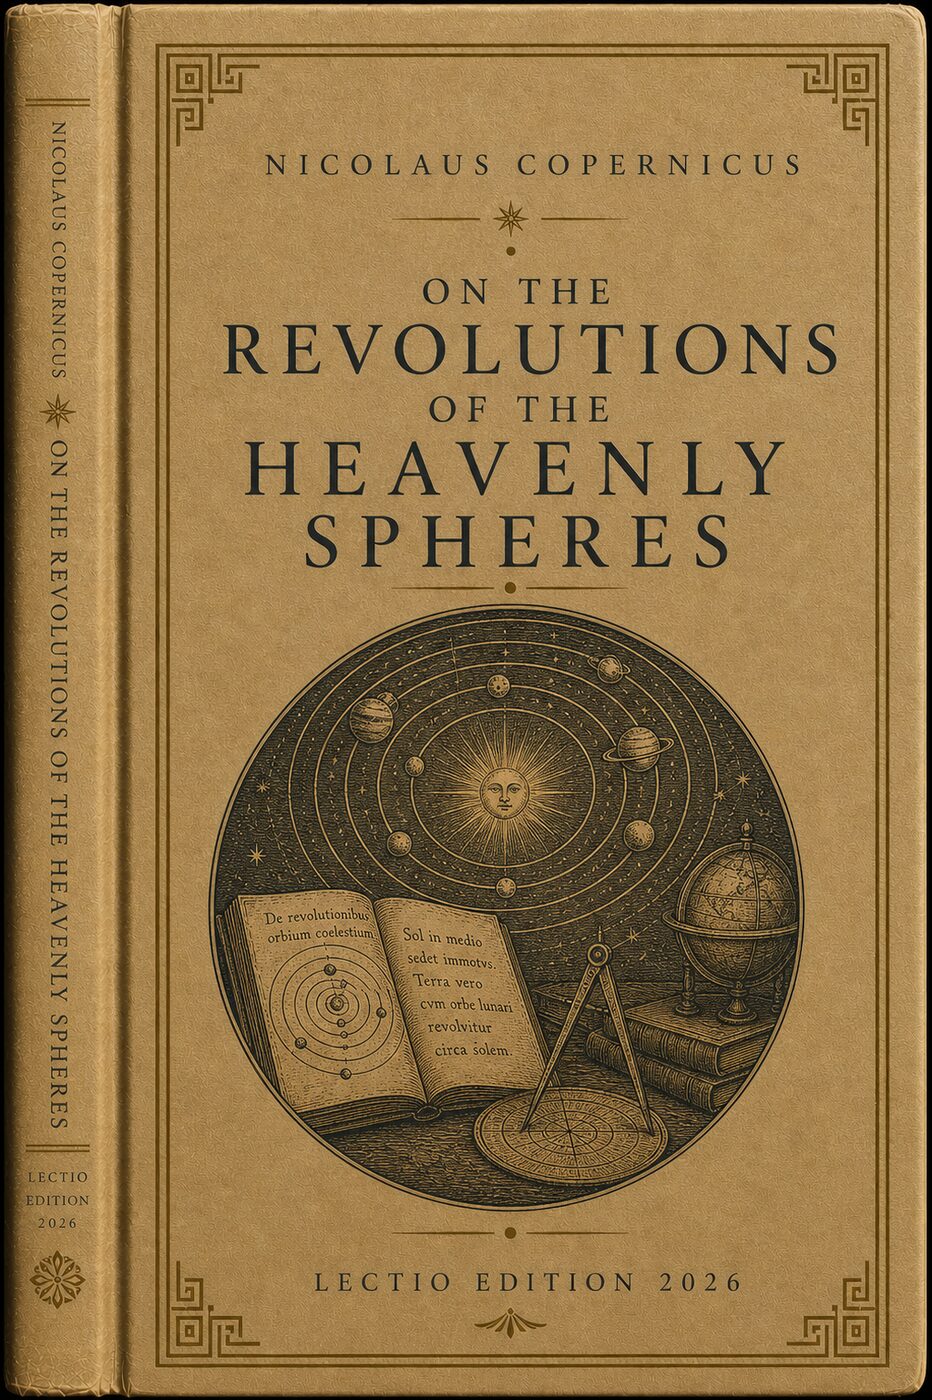 NICOLAUS COPERNICUS
ON THE
REVOLUTIONS
OF THE
HEAVENLY
SPHERES
De revolutionibus
orbium coelestium
Sol in medio
sedet immotvs.
Terra vero
cvm orbe lunari
revolvitur
circa solem.
LECTIO EDITION 2026
NICOLAUS COPERNICUS ON THE REVOLUTIONS OF THE HEAVENLY SPHERES
LECTIO
EDITION
2026